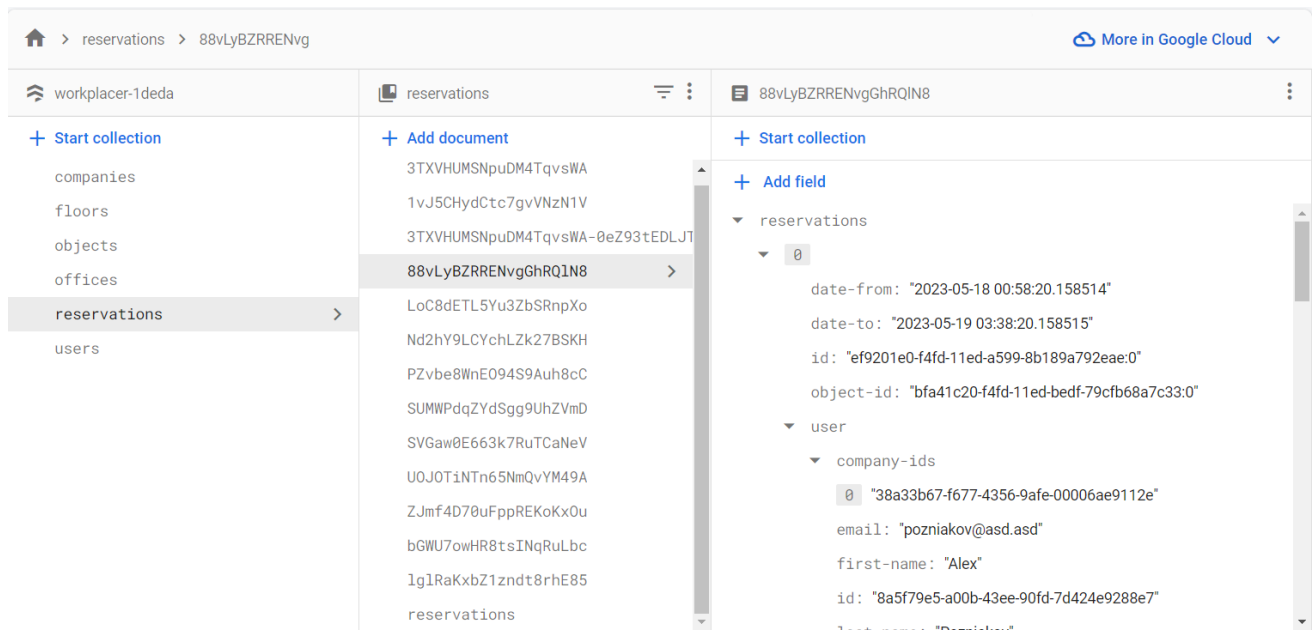 reservations > 88vLyBZRRENvg
More in Google Cloud
workplacer-1deda
Start collection
companies
floors
objects
offices
reservations
users
reservations
Add document
3TXVHUMSNpuDM4TqvsWA
1vJ5CHydCtc7gvVNzN1V
3TXVHUMSNpuDM4TqvsWA-0eZ93tEDLJT
88vLyBZRRENvgGhRQlN8
LoC8dETL5Yu3ZbSRnpXo
Nd2hY9LCYchLZk27BSKH
PZvbe8WnEO94S9Auh8cC
SUMWPdqZYdSgg9UhZVmD
SVGaw0E663k7RuTCaNeV
UOJOTiNTn65NmQvYM49A
ZJmf4D70uFppREKoKxOu
bGWU7owHR8tsINqRuLbc
lglRaKxbZ1zndt8rhE85
reservations
88vLyBZRRENvgGhRQlN8
Start collection
Add field
reservations
0
date-from: "2023-05-18 00:58:20.158514"
date-to: "2023-05-19 03:38:20.158515"
id: "ef9201e0-f4fd-11ed-a599-8b189a792eae:0"
object-id: "bfa41c20-f4fd-11ed-bedf-79cfb68a7c33:0"
user
company-ids
0 "38a33b67-f677-4356-9afe-00006ae9112e"
email: "pozniakov@asd.asd"
first-name: "Alex"
id: "8a5f79e5-a00b-43ee-90fd-7d424e9288e7"
last-name: "Pozniakov"